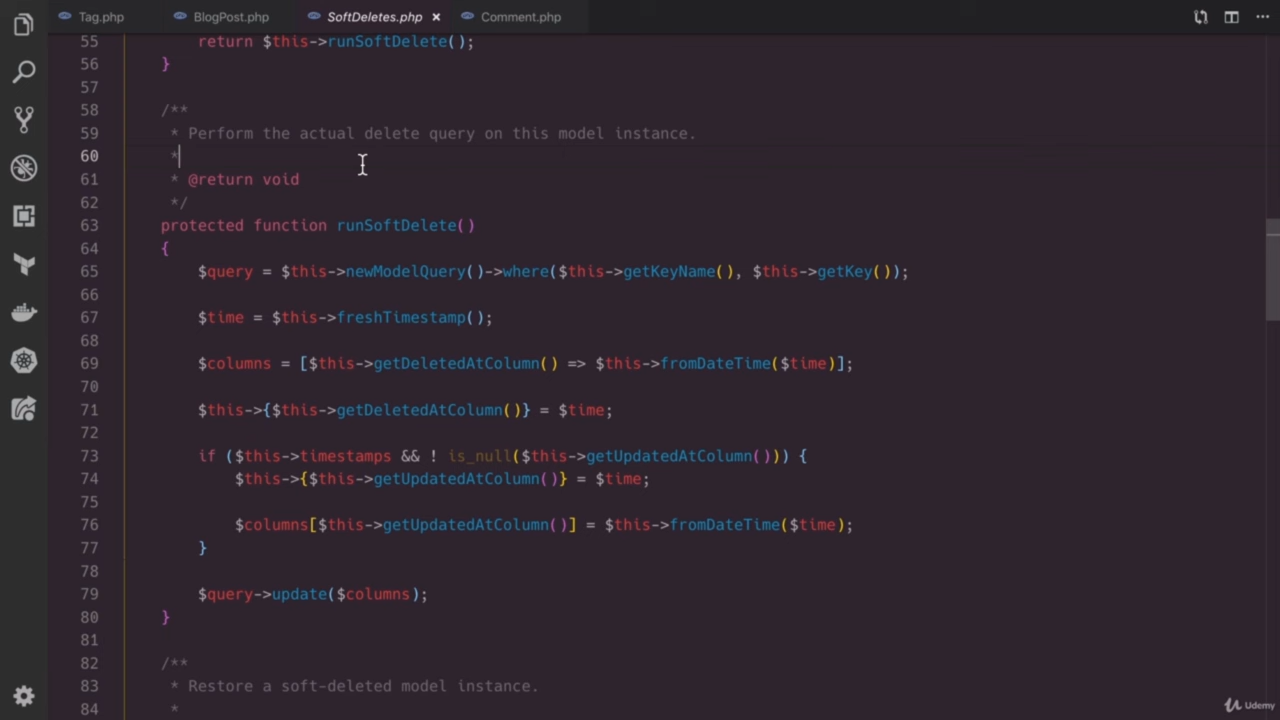 Tag.php BlogPost.php SoftDeletes.php × Comment.php
55 return $this->runSoftDelete();
56 }
57
58 /**
59 * Perform the actual delete query on this model instance.
60 *
61 * @return void
62 */
63 protected function runSoftDelete()
64 {
65 $query = $this->newModelQuery()->where($this->getKeyName(), $this->getKey());
66
67 $time = $this->freshTimestamp();
68
69 $columns = [$this->getDeletedAtColumn() => $this->fromDateTime($time)];
70
71 $this->{$this->getDeletedAtColumn()} = $time;
72
73 if ($this->timestamps && ! is_null($this->getUpdatedAtColumn())) {
74 $this->{$this->getUpdatedAtColumn()} = $time;
75
76 $columns[$this->getUpdatedAtColumn()] = $this->fromDateTime($time);
77 }
78
79 $query->update($columns);
80 }
81
82 /**
83 * Restore a soft-deleted model instance.
84 *
Udemy